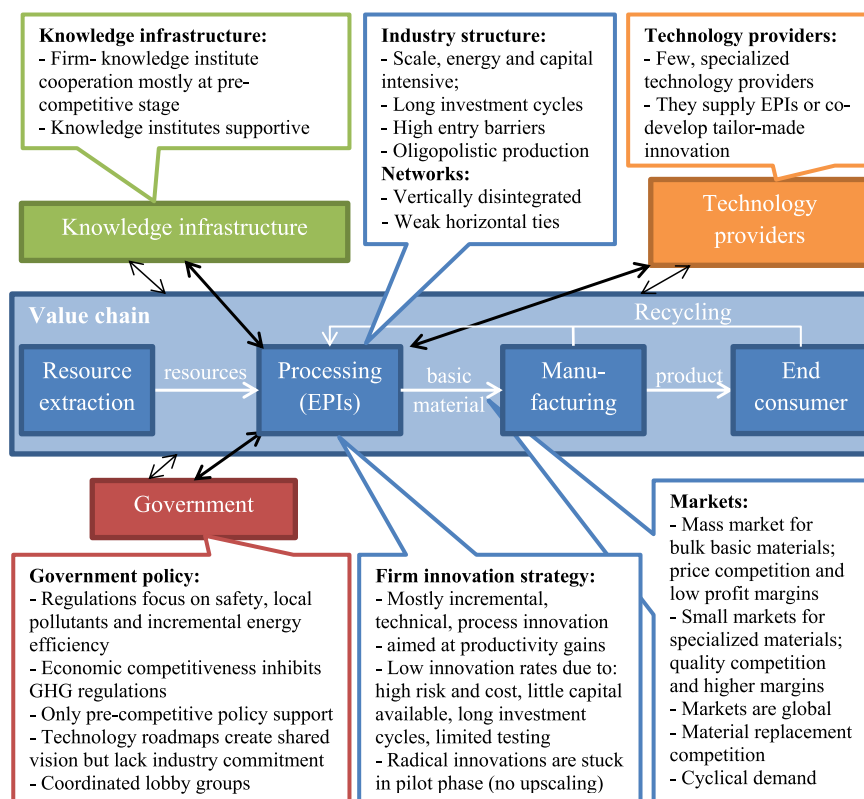 Knowledge infrastructure:
- Firm- knowledge institute
cooperation mostly at pre-
competitive stage
- Knowledge institutes supportive
Industry structure:
- Scale, energy and capital
intensive;
- Long investment cycles
- High entry barriers
- Oligopolistic production
Networks:
- Vertically disintegrated
- Weak horizontal ties
Technology providers:
- Few, specialized
technology providers
- They supply EPIs or co-
develop tailor-made
innovation
Knowledge infrastructure
Technology
providers
Value chain
Recycling
Resource
extraction
resources
Processing
(EPIs)
basic
material
Manu-
facturing
product
End
consumer
Government
Government policy:
- Regulations focus on safety, local
pollutants and incremental energy
efficiency
- Economic competitiveness inhibits
GHG regulations
- Only pre-competitive policy support
- Technology roadmaps create shared
vision but lack industry commitment
- Coordinated lobby groups
Firm innovation strategy:
- Mostly incremental,
technical, process innovation
- aimed at productivity gains
- Low innovation rates due to:
high risk and cost, little capital
available, long investment
cycles, limited testing
- Radical innovations are stuck
in pilot phase (no upscaling)
Markets:
- Mass market for
bulk basic materials;
price competition and
low profit margins
- Small markets for
specialized materials;
quality competition
and higher margins
- Markets are global
- Material replacement
competition
- Cyclical demand